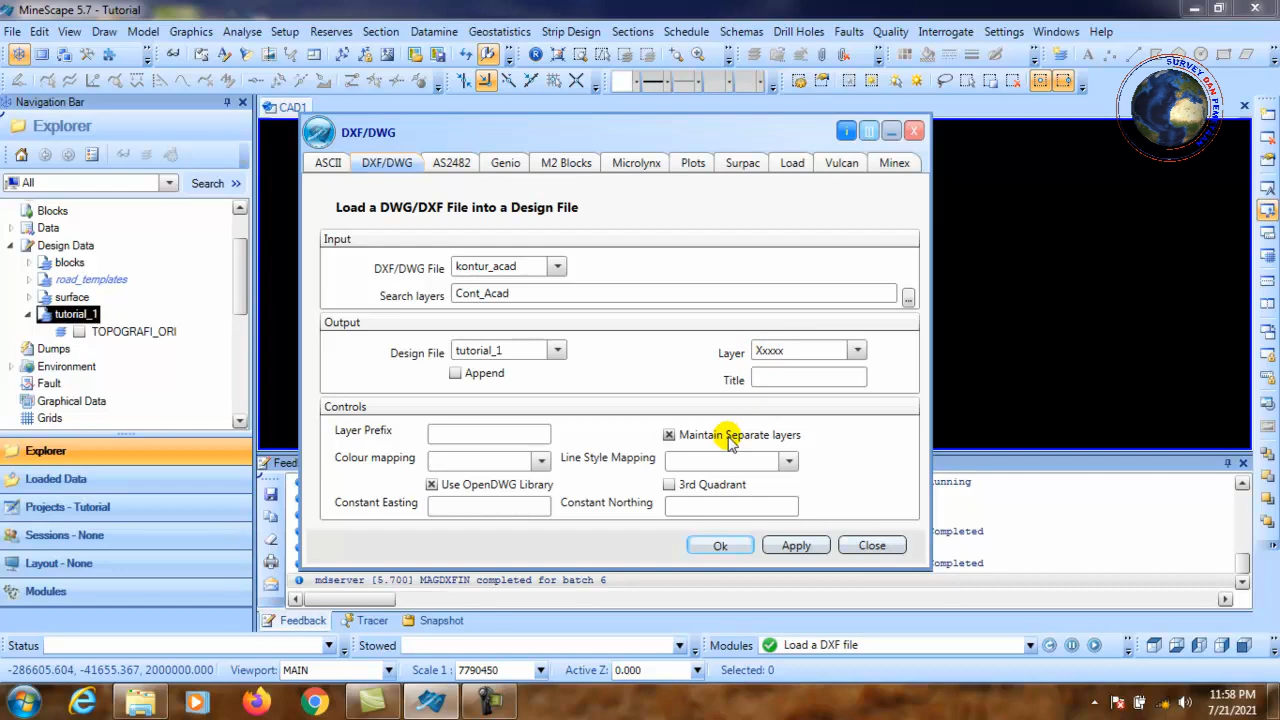 MineScape 5.7 - Tutorial
File Edit View Draw Model Graphics Analyse Setup Reserves Section Datamine Geostatistics Strip Design Sections Schedule Schemas Drill Holes Faults Quality Interrogate Settings Windows Help
SURVEY DAN PEMETAAN
Navigation Bar
CAD1
Explorer
All
Search »
Blocks
Data
Design Data
blocks
road_templates
surface
tutorial_1
TOPOGRAFI_ORI
Dumps
Environment
Fault
Graphical Data
Grids
Explorer
Loaded Data
Projects - Tutorial
Sessions - None
Layout - None
Modules
DXF/DWG
ASCII DXF/DWG AS2482 Genio M2 Blocks Microlynx Plots Surpac Load Vulcan Minex
Load a DWG/DXF File into a Design File
Input
DXF/DWG File kontur_acad
Search layers Cont_Acad
...
Output
Design File tutorial_1
Layer Xxxxx
Append
Title
Controls
Layer Prefix
Maintain Separate layers
Colour mapping
Line Style Mapping
Use OpenDWG Library
3rd Quadrant
Constant Easting
Constant Northing
Ok Apply Close
Feed
unning
Completed
Completed
mdserver [5.700] MAGDXFIN completed for batch 6
Feedback Tracer Snapshot
Status
Stowed
Modules Load a DXF file
-286605.604, -41655.367, 2000000.000 Viewport: MAIN Scale 1 : 7790450 Active Z: 0.000 Selected: 0
11:58 PM
7/21/2021